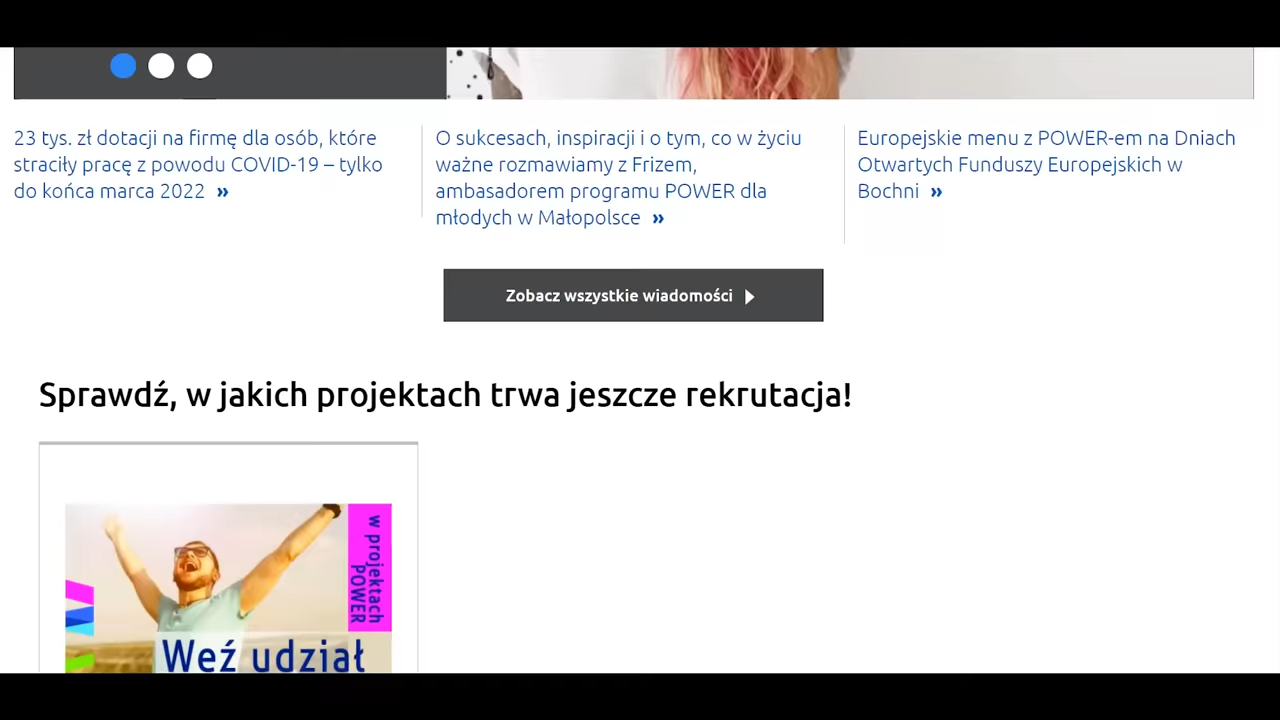 23 tys. zł dotacji na firmę dla osób, które
straciły pracę z powodu COVID-19 – tylko
do końca marca 2022 »
O sukcesach, inspiracji i o tym, co w życiu
ważne rozmawiamy z Frizem,
ambasadorem programu POWER dla
młodych w Małopolsce »
Europejskie menu z POWER-em na Dniach
Otwartych Funduszy Europejskich w
Bochni »
Zobacz wszystkie wiadomości
Sprawdź, w jakich projektach trwa jeszcze rekrutacja!
w projektach
POWER
Weź udział